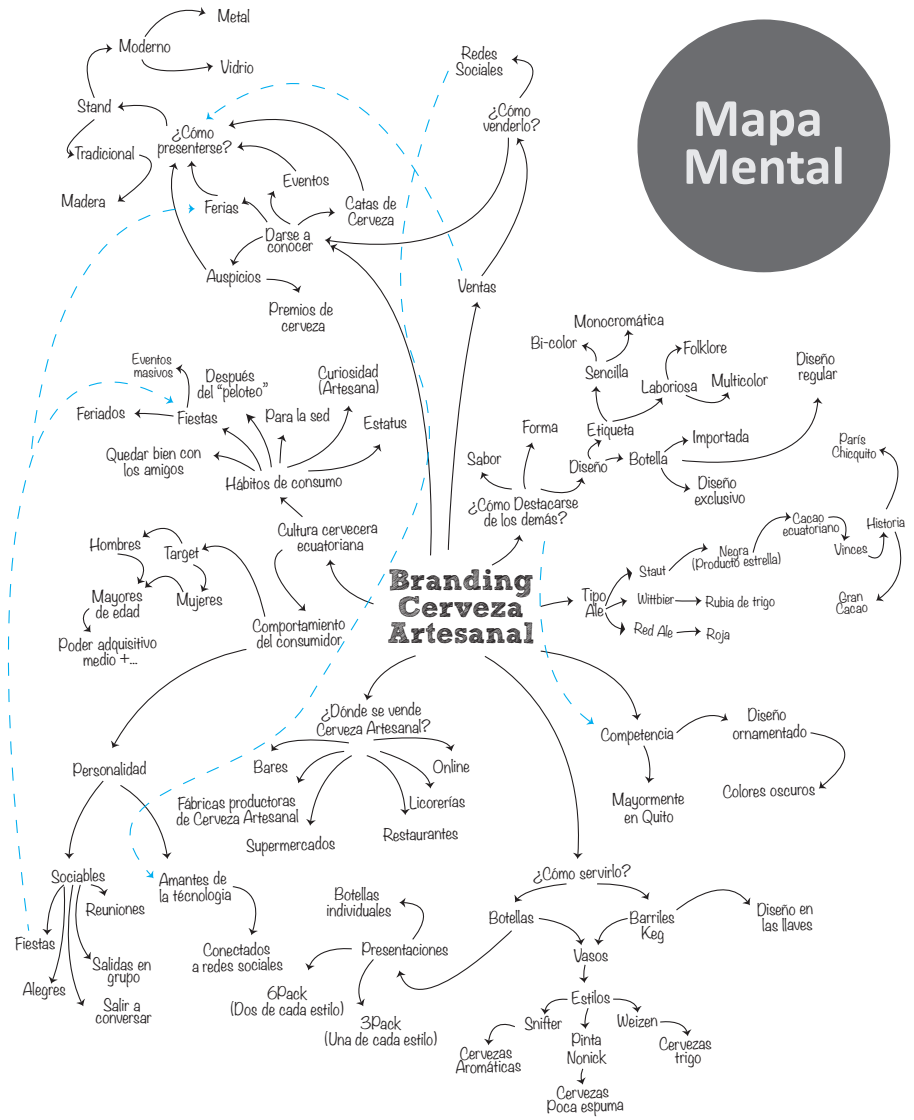 Mapa
Mental
Metal
Moderno
Vidrio
Stand
Tradicional
Madera
¿Cómo
presenterse?
Eventos
Ferias
Catas de
Cerveza
Darse a
conocer
Auspicios
Premios de
cerveza
Redes
Sociales
¿Cómo
venderlo?
Ventas
Eventos
masivos
Feriados
Fiestas
Después
del "peloteo"
Para la sed
Curiosidad
(Artesana)
Estatus
Quedar bien con
los amigos
Hábitos de consumo
Cultura cervecera
ecuatoriana
Hombres
Target
Mayores
de edad
Mujeres
Poder adquisitivo
medio +...
Comportamiento
del consumidor
Monocromática
Bi-color
Sencilla
Folklore
Laboriosa
Multicolor
Diseño
regular
Forma
Etiqueta
Importada
Sabor
Diseño
Botella
Diseño
exclusivo
¿Cómo Destacarse
de los demás?
París
Chicquito
Cacao
ecuatoriano
Historia
Negra
(Producto estrella)
Vinces
Staut
Gran
Cacao
Tipo
Ale
Wittbier
Rubia de trigo
Red Ale
Roja
Branding
Cerveza
Artesanal
¿Dónde se vende
Cerveza Artesanal?
Bares
Online
Fábricas productoras
de Cerveza Artesanal
Licorerías
Supermercados
Restaurantes
Competencia
Diseño
ornamentado
Mayormente
en Quito
Colores oscuros
Personalidad
Sociables
Reuniones
Fiestas
Salidas en
grupo
Alegres
Salir a
conversar
Amantes de
la técnología
Conectados
a redes sociales
¿Cómo servirlo?
Botellas
individuales
Botellas
Barriles
Keg
Diseño en
las llaves
Presentaciones
Vasos
6Pack
(Dos de cada estilo)
3Pack
(Una de cada estilo)
Estilos
Snifter
Weizen
Pinta
Nonick
Cervezas
Aromáticas
Cervezas
trigo
Cervezas
Poca espuma